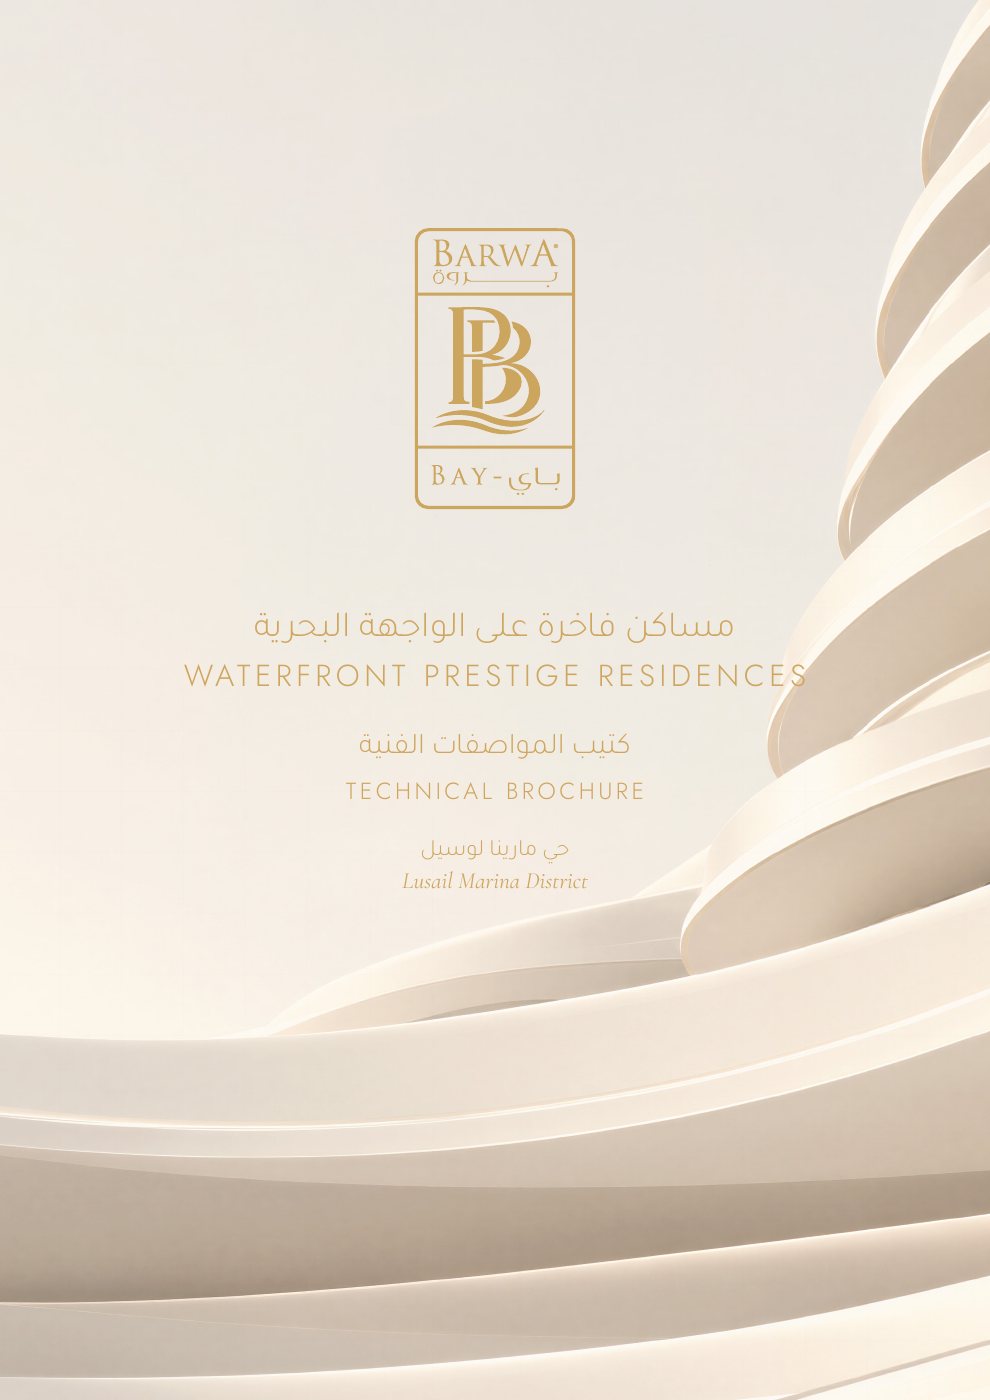 BARWA
بروة
BAY - باي
مساكن فاخرة على الواجهة البحرية
WATERFRONT PRESTIGE RESIDENCES
كتيب المواصفات الفنية
TECHNICAL BROCHURE
حي مارينا لوسيل
Lusail Marina District